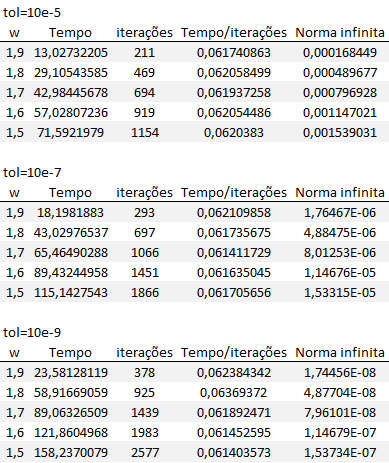 tol=10e-5
w Tempo iterações Tempo/iterações Norma infinita
1,9 13,02732205 211 0,061740863 0,000168449
1,8 29,10543585 469 0,062058499 0,000489677
1,7 42,98445678 694 0,061937258 0,000796928
1,6 57,02807236 919 0,062054486 0,001147021
1,5 71,5921979 1154 0,0620383 0,001539031
tol=10e-7
w Tempo iterações Tempo/iterações Norma infinita
1,9 18,1981883 293 0,062109858 1,76467E-06
1,8 43,02976537 697 0,061735675 4,88475E-06
1,7 65,46490288 1066 0,061411729 8,01253E-06
1,6 89,43244958 1451 0,061635045 1,14676E-05
1,5 115,1427543 1866 0,061705656 1,53315E-05
tol=10e-9
w Tempo iterações Tempo/iterações Norma infinita
1,9 23,58128119 378 0,062384342 1,74456E-08
1,8 58,91669059 925 0,06369372 4,87704E-08
1,7 89,06326509 1439 0,061892471 7,96101E-08
1,6 121,8604968 1983 0,061452595 1,14679E-07
1,5 158,2370079 2577 0,061403573 1,53734E-07